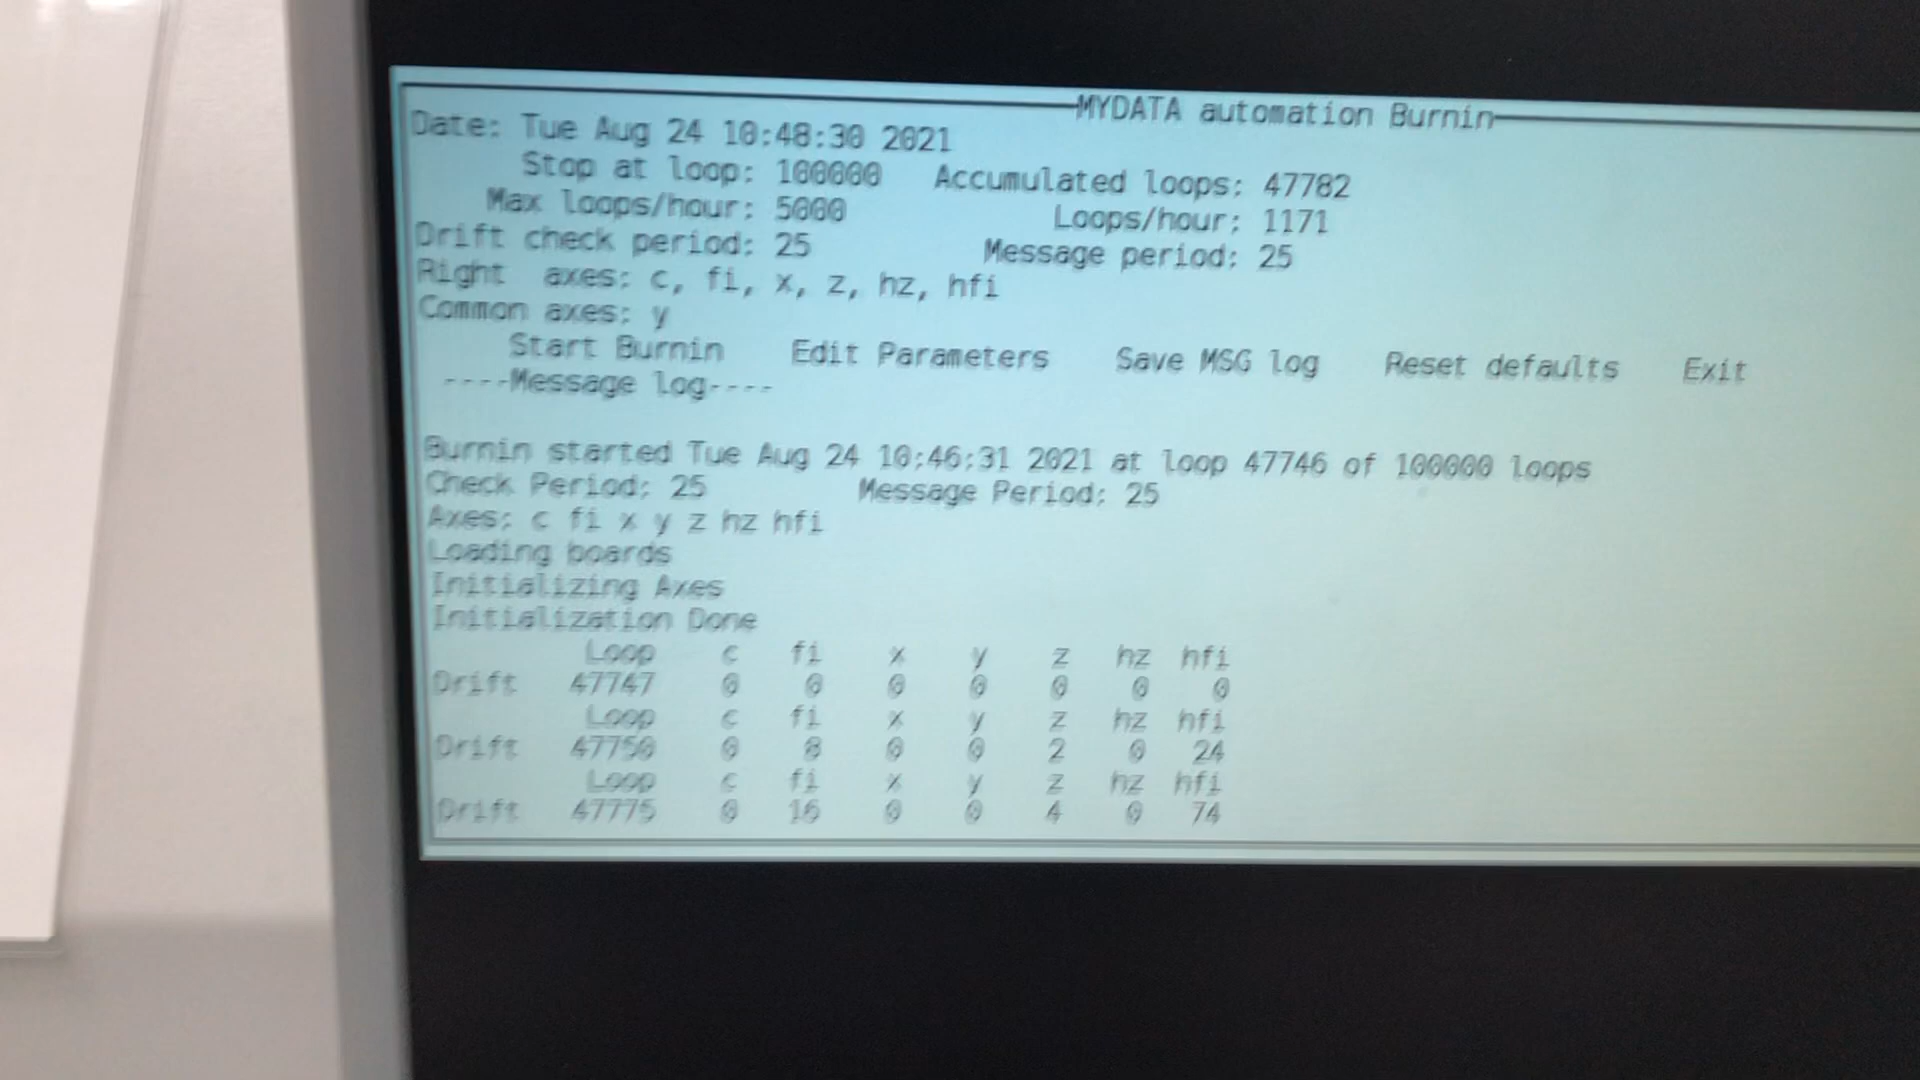 MYDATA automation Burnin
Date: Tue Aug 24 10:48:30 2021
Stop at loop: 100000 Accumulated loops: 47782
Max loops/hour: 5000 Loops/hour: 1171
Drift check period: 25 Message period: 25
Right axes: c, fi, x, z, hz, hfi
Common axes: y
Start Burnin Edit Parameters Save MSG log Reset defaults Exit
----Message log----
Burnin started Tue Aug 24 10:46:31 2021 at loop 47746 of 100000 loops
Check Period: 25 Message Period: 25
Axes: c fi x y z hz hfi
Loading boards
Initializing Axes
Initialization Done
Loop c fi x y z hz hfi
Drift 47747 0 0 0 0 0 0 0
Loop c fi x y z hz hfi
Drift 47750 0 8 0 0 2 0 24
Loop c fi x y z hz hfi
Drift 47775 0 16 0 0 4 0 74